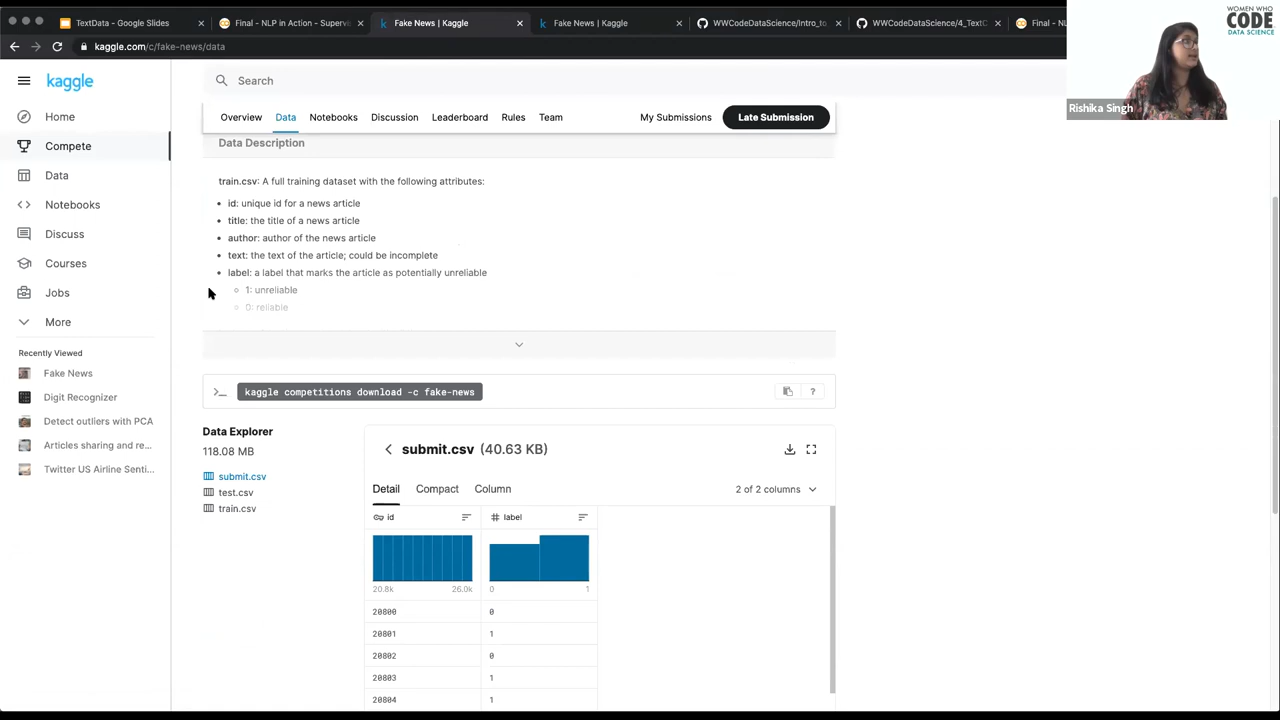 TextData - Google Slides
Final - NLP in Action - Supervis
Fake News | Kaggle
Fake News | Kaggle
WWCodeDataScience/Intro_to
WWCodeDataScience/4_TextC
Final - NLP in
WOMEN WHO
CODE
DATA SCIENCE
kaggle.com/c/fake-news/data
Rishika Singh
kaggle
Search
Home
Compete
Data
Notebooks
Discuss
Courses
Jobs
More
Recently Viewed
Fake News
Digit Recognizer
Detect outliers with PCA
Articles sharing and re...
Twitter US Airline Senti...
Overview Data Notebooks Discussion Leaderboard Rules Team My Submissions Late Submission
Data Description
train.csv: A full training dataset with the following attributes:
• id: unique id for a news article
• title: the title of a news article
• author: author of the news article
• text: the text of the article; could be incomplete
• label: a label that marks the article as potentially unreliable
◦ 1: unreliable
◦ 0: reliable
>_ kaggle competitions download -c fake-news ?
Data Explorer
118.08 MB
submit.csv
test.csv
train.csv
< submit.csv (40.63 KB)
Detail Compact Column 2 of 2 columns
id # label
20.8k 26.0k 0 1
20800 0
20801 1
20802 0
20803 1
20804 1